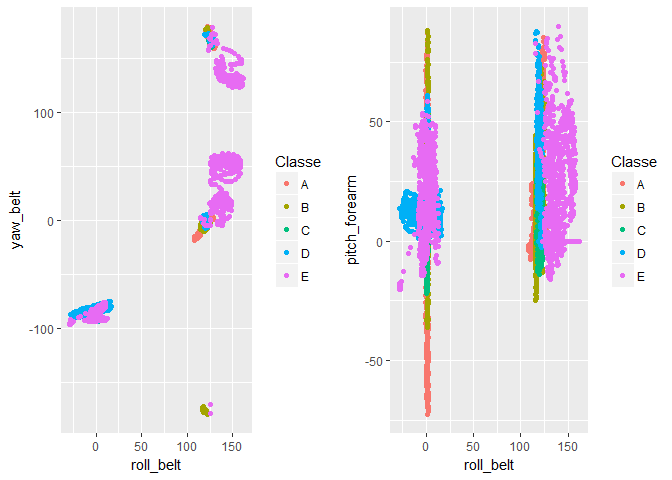 100
0
-100
yaw_belt
0
50
100
150
roll_belt
Classe
A
B
C
D
E
50
0
-50
pitch_forearm
0
50
100
150
roll_belt
Classe
A
B
C
D
E